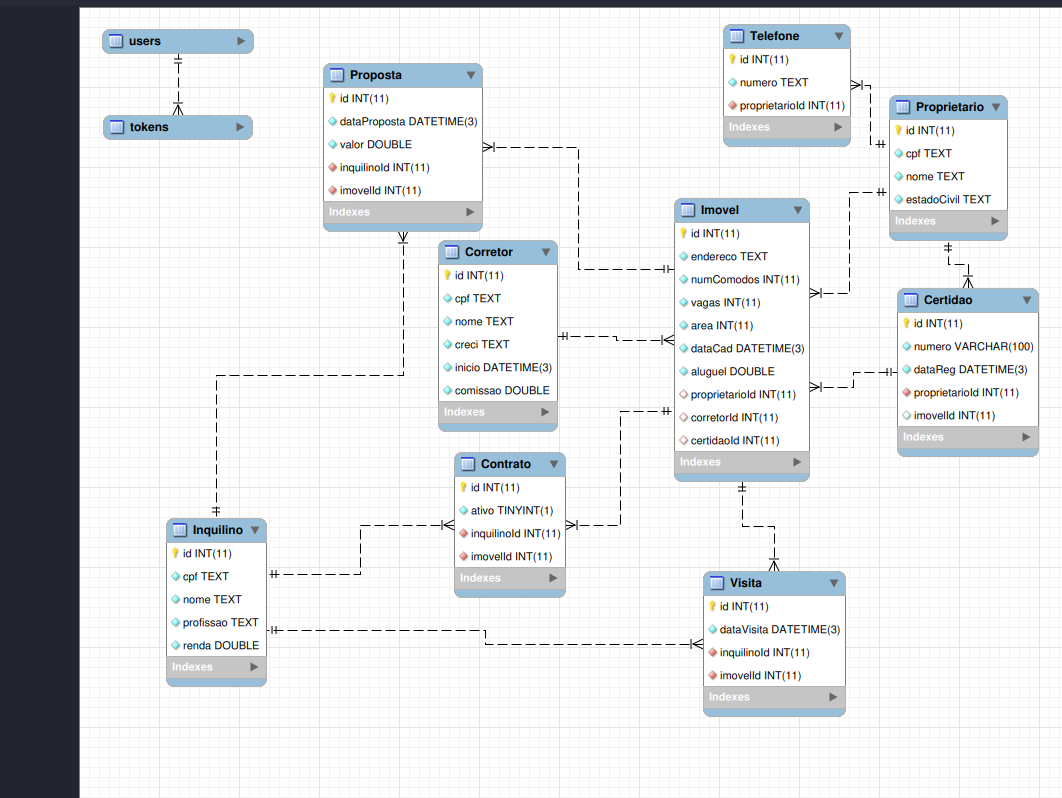 users
tokens
Proposta
id INT(11)
dataProposta DATETIME(3)
valor DOUBLE
inquilinoId INT(11)
imovelId INT(11)
Indexes
Telefone
id INT(11)
numero TEXT
proprietarioId INT(11)
Indexes
Proprietario
id INT(11)
cpf TEXT
nome TEXT
estadoCivil TEXT
Indexes
Corretor
id INT(11)
cpf TEXT
nome TEXT
creci TEXT
inicio DATETIME(3)
comissao DOUBLE
Indexes
Imovel
id INT(11)
endereco TEXT
numComodos INT(11)
vagas INT(11)
area INT(11)
dataCad DATETIME(3)
aluguel DOUBLE
proprietarioId INT(11)
corretorId INT(11)
certidaoId INT(11)
Indexes
Certidao
id INT(11)
numero VARCHAR(100)
dataReg DATETIME(3)
proprietarioId INT(11)
imovelId INT(11)
Indexes
Contrato
id INT(11)
ativo TINYINT(1)
inquilinoId INT(11)
imovelId INT(11)
Indexes
Inquilino
id INT(11)
cpf TEXT
nome TEXT
profissao TEXT
renda DOUBLE
Indexes
Visita
id INT(11)
dataVisita DATETIME(3)
inquilinoId INT(11)
imovelId INT(11)
Indexes